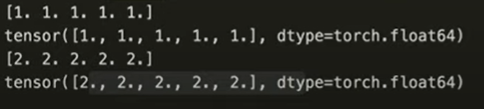 [1. 1. 1. 1. 1.]
tensor([1., 1., 1., 1., 1.], dtype=torch.float64)
[2. 2. 2. 2. 2.]
tensor([2., 2., 2., 2., 2.], dtype=torch.float64)